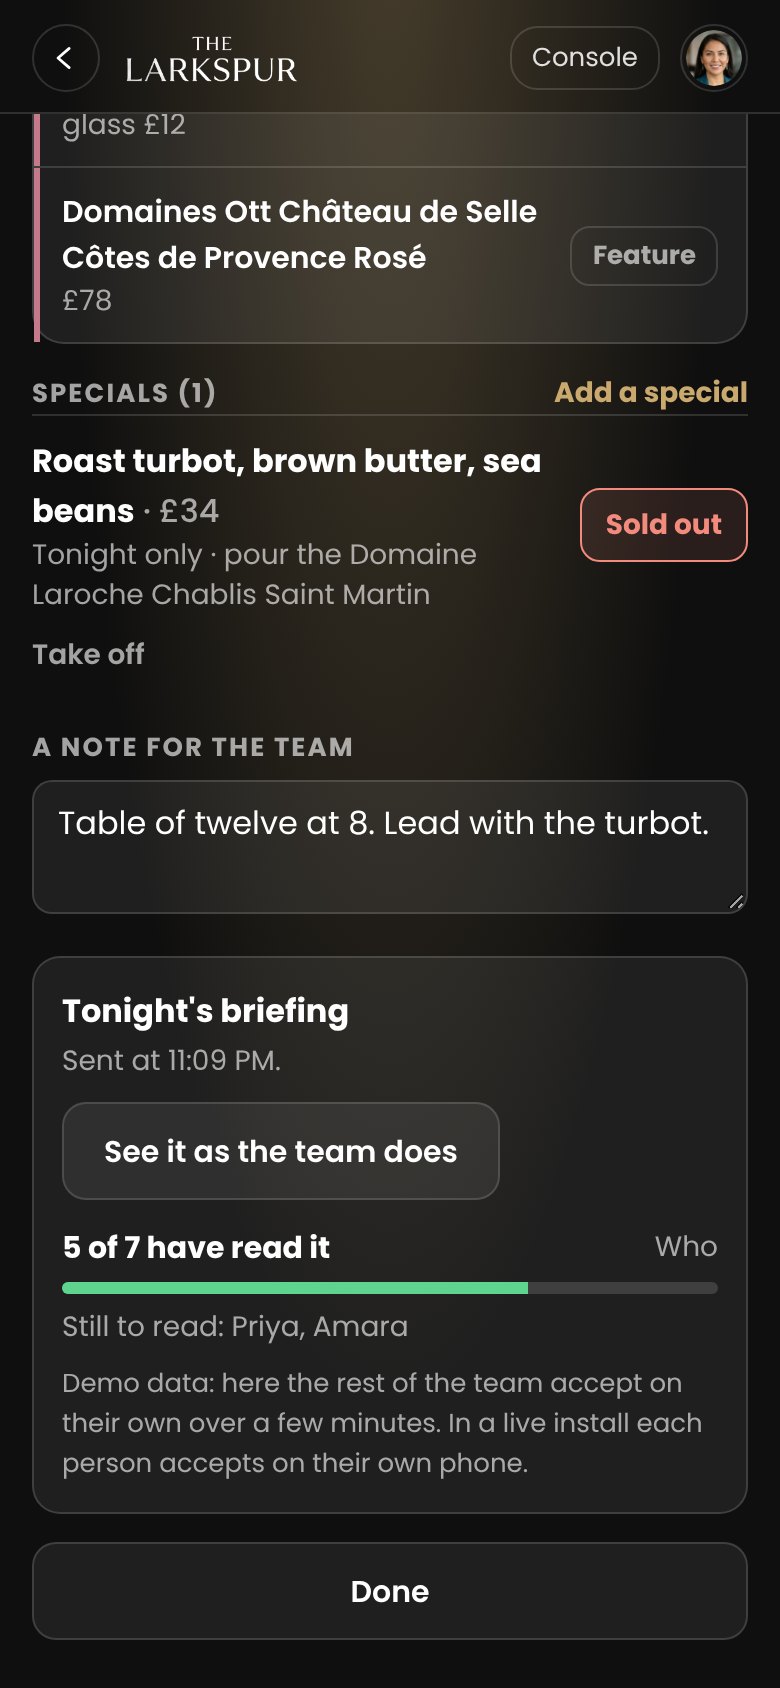 THE
LARKSPUR
Console
glass £12
Domaines Ott Château de Selle
Côtes de Provence Rosé
£78
Feature
SPECIALS (1)
Add a special
Roast turbot, brown butter, sea
beans · £34
Tonight only · pour the Domaine
Laroche Chablis Saint Martin
Sold out
Take off
A NOTE FOR THE TEAM
Table of twelve at 8. Lead with the turbot.
Tonight's briefing
Sent at 11:09 PM.
See it as the team does
5 of 7 have read it
Who
Still to read: Priya, Amara
Demo data: here the rest of the team accept on
their own over a few minutes. In a live install each
person accepts on their own phone.
Done